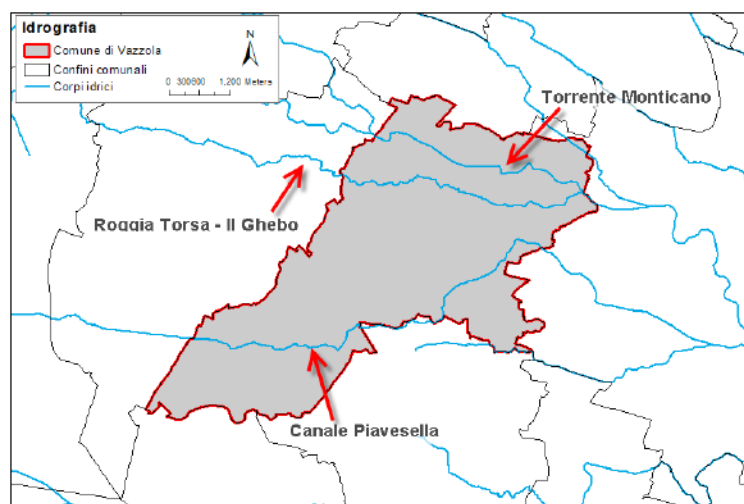 Idrografia
Comune di Vazzola
Confini comunali
Corpi idrici
N
0 300600 1.200 Meters
Torrente Monticano
Roggia Torsa - Il Ghebo
Canale Piavesella